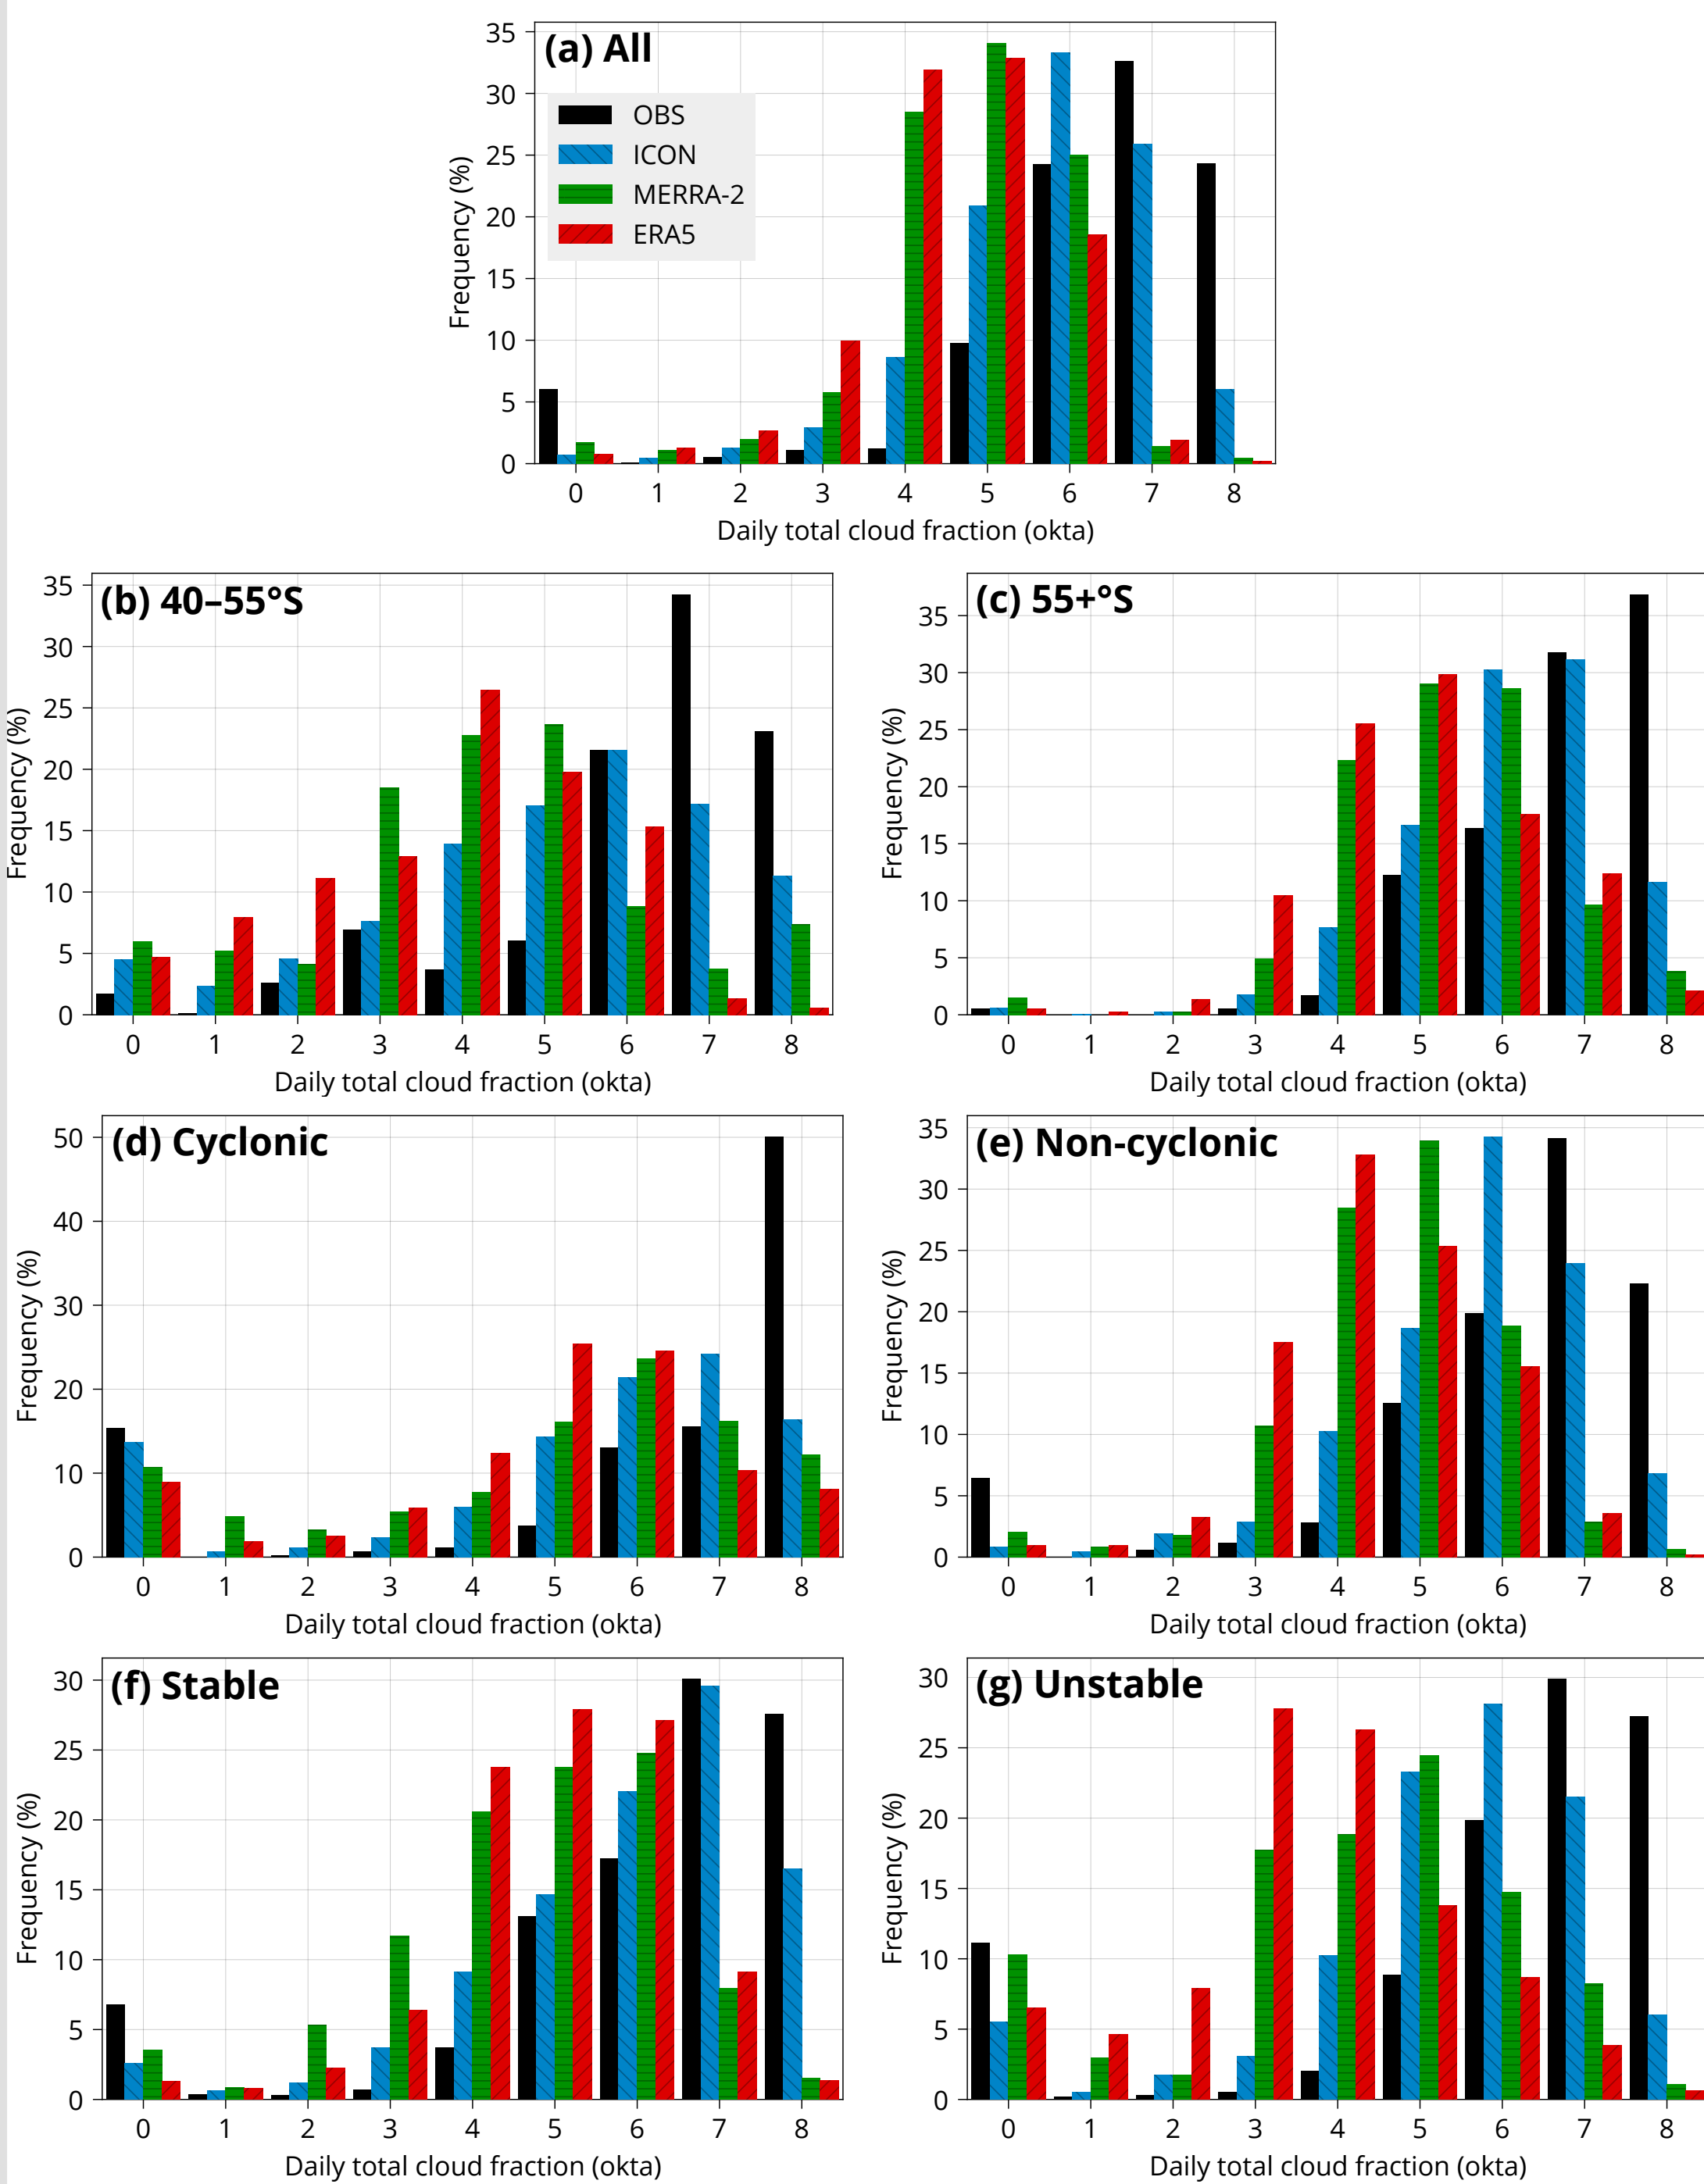 (a) All
35
30
25
20
15
10
5
0
Frequency (%)
OBS
ICON
MERRA-2
ERA5
0 1 2 3 4 5 6 7 8
Daily total cloud fraction (okta)
(b) 40–55°S
35
30
25
20
15
10
5
0
Frequency (%)
0 1 2 3 4 5 6 7 8
Daily total cloud fraction (okta)
(c) 55+°S
35
30
25
20
15
10
5
0
Frequency (%)
0 1 2 3 4 5 6 7 8
Daily total cloud fraction (okta)
(d) Cyclonic
50
40
30
20
10
0
Frequency (%)
0 1 2 3 4 5 6 7 8
Daily total cloud fraction (okta)
(e) Non-cyclonic
35
30
25
20
15
10
5
0
Frequency (%)
0 1 2 3 4 5 6 7 8
Daily total cloud fraction (okta)
(f) Stable
30
25
20
15
10
5
0
Frequency (%)
0 1 2 3 4 5 6 7 8
Daily total cloud fraction (okta)
(g) Unstable
30
25
20
15
10
5
0
Frequency (%)
0 1 2 3 4 5 6 7 8
Daily total cloud fraction (okta)